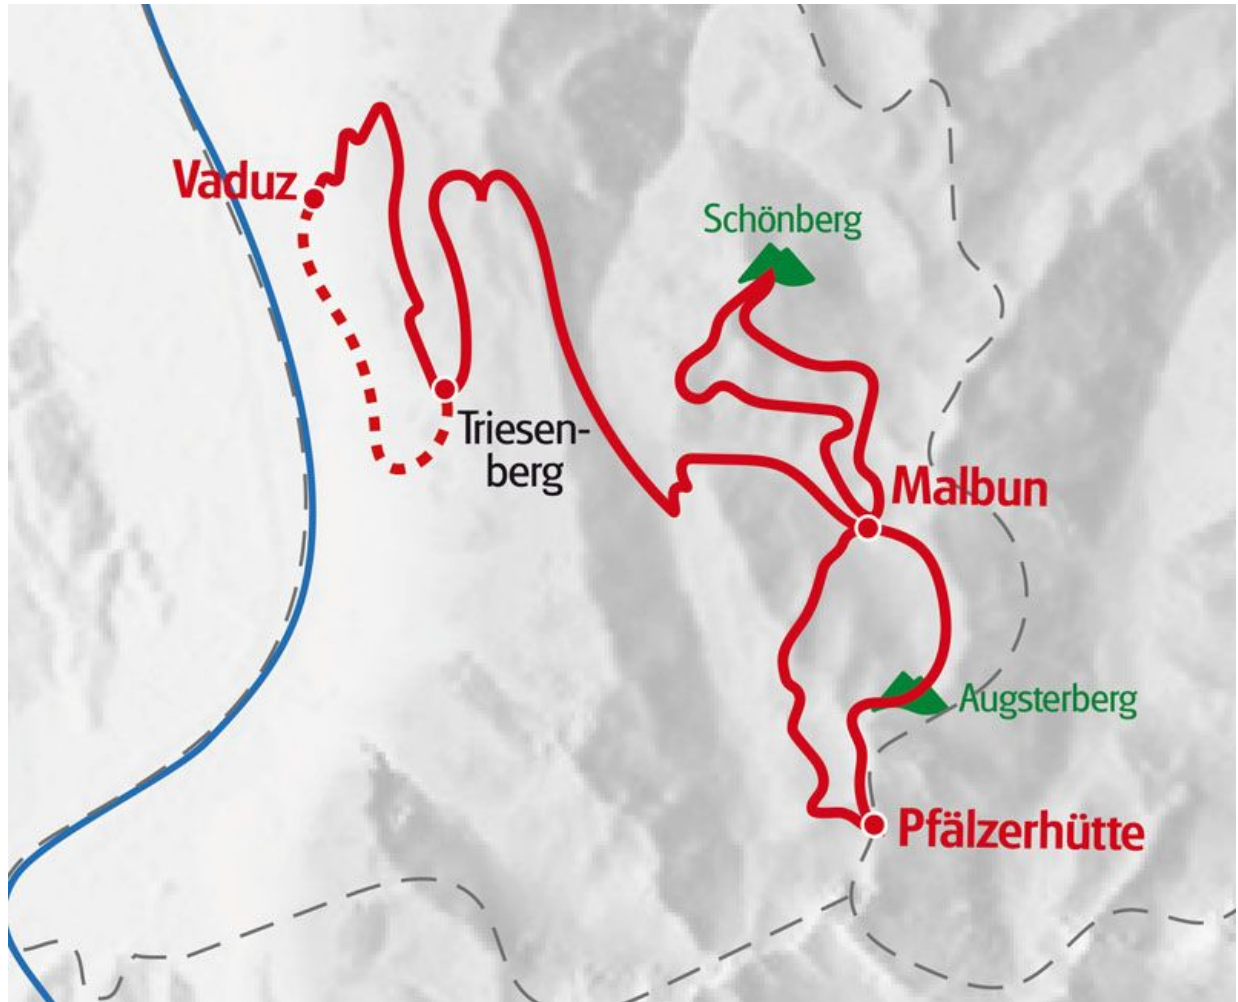 Vaduz
Schönberg
Triesen-
berg
Malbun
Augsterberg
Pfälzerhütte